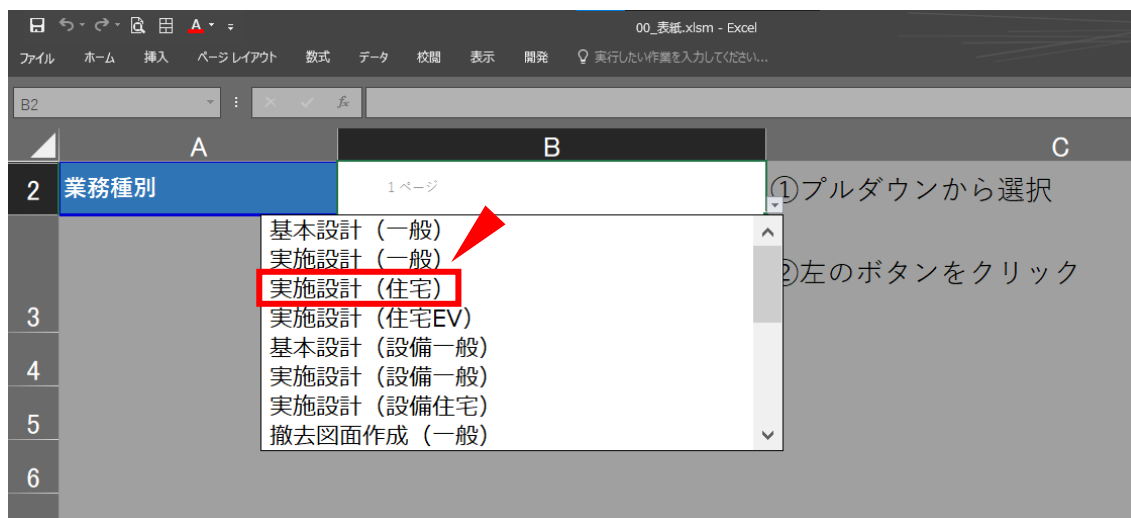 00_表紙.xlsm - Excel
ファイル ホーム 挿入 ページ レイアウト 数式 データ 校閲 表示 開発 実行したい作業を入力してください...
B2 fx
A B C
2 業務種別 1 ページ ①プルダウンから選択
基本設計（一般）
実施設計（一般）
②左のボタンをクリック
実施設計（住宅）
3 実施設計（住宅EV）
基本設計（設備一般）
4 実施設計（設備一般）
実施設計（設備住宅）
5 撤去図面作成（一般）
6